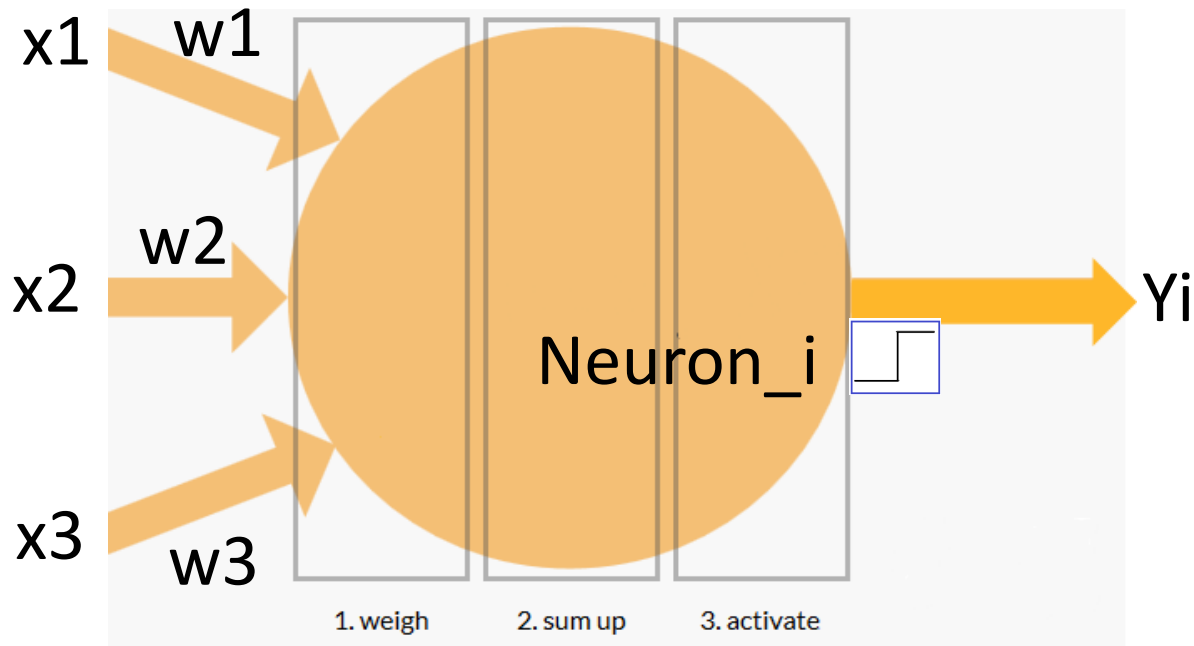 x1
w1
w2
x2
Yi
Neuron_i
x3
w3
1. weigh
2. sum up
3. activate